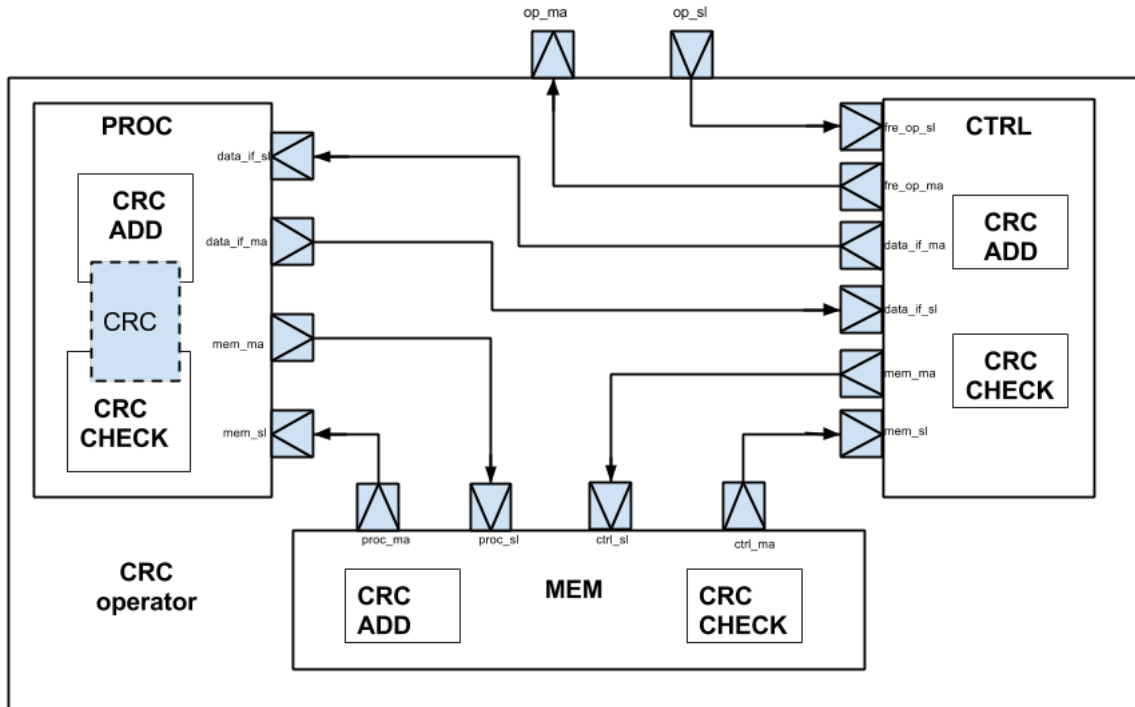 op_ma
op_sl
PROC
data_if_sl
data_if_ma
mem_ma
mem_sl
CRC
ADD
CRC
CRC
CHECK
CTRL
fre_op_sl
fre_op_ma
data_if_ma
data_if_sl
mem_ma
mem_sl
CRC
ADD
CRC
CHECK
proc_ma
proc_sl
ctrl_sl
ctrl_ma
MEM
CRC
ADD
CRC
CHECK
CRC
operator